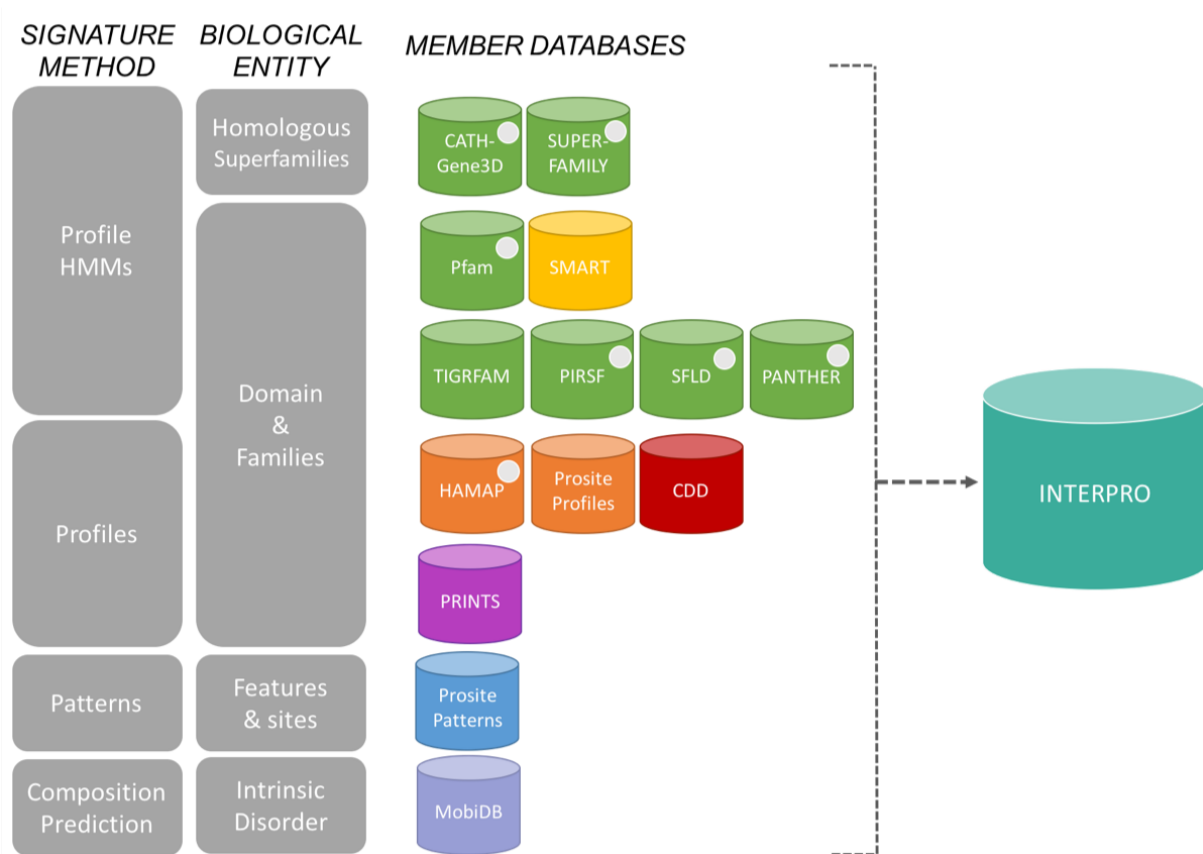 SIGNATURE METHOD
BIOLOGICAL ENTITY
MEMBER DATABASES
Homologous
Superfamilies
CATH-
Gene3D
SUPER-
FAMILY
Profile
HMMs
Pfam
SMART
TIGRFAM
PIRSF
SFLD
PANTHER
Domain
&
Families
HAMAP
Prosite
Profiles
CDD
INTERPRO
Profiles
PRINTS
Patterns
Features
& sites
Prosite
Patterns
Composition
Prediction
Intrinsic
Disorder
MobiDB